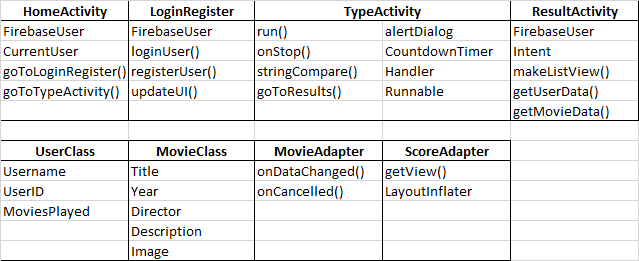 HomeActivity LoginRegister TypeActivity ResultActivity
FirebaseUser FirebaseUser run() alertDialog FirebaseUser
CurrentUser loginUser() onStop() CountdownTimer Intent
goToLoginRegister() registerUser() stringCompare() Handler makeListView()
goToTypeActivity() updateUI() goToResults() Runnable getUserData()
getMovieData()
UserClass MovieClass MovieAdapter ScoreAdapter
Username Title onDataChanged() getView()
UserID Year onCancelled() LayoutInflater
MoviesPlayed Director
Description
Image